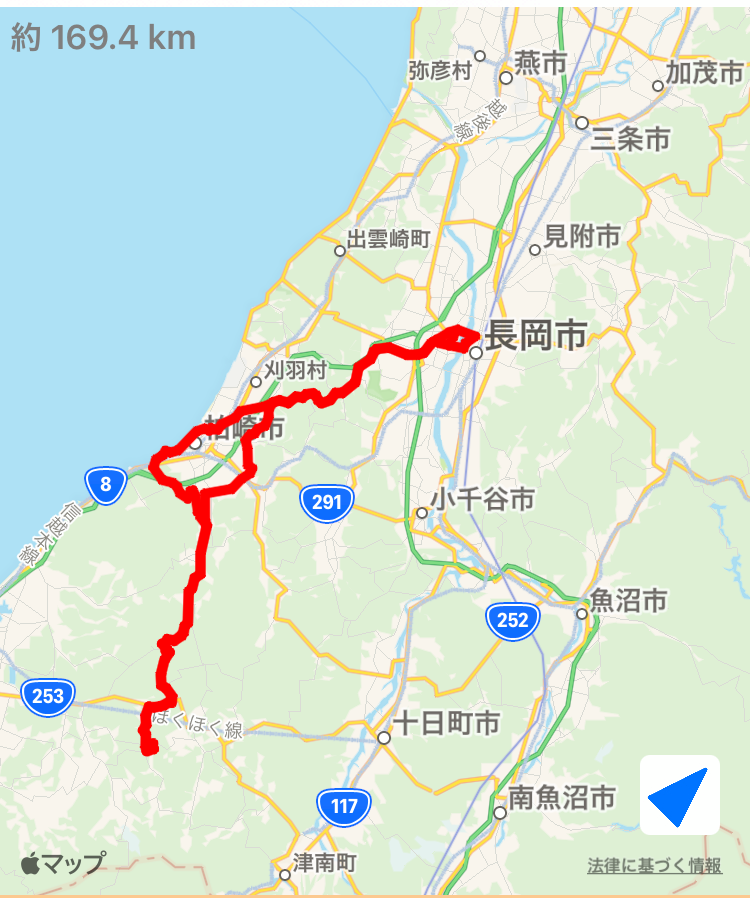 約 169.4 km
弥彦村
燕市
加茂市
越後線
三条市
見附市
出雲崎町
長岡市
刈羽村
柏崎市
8
291
小千谷市
信越本線
魚沼市
252
253
ほくほく線
十日町市
117
南魚沼市
マップ
津南町
法律に基づく情報